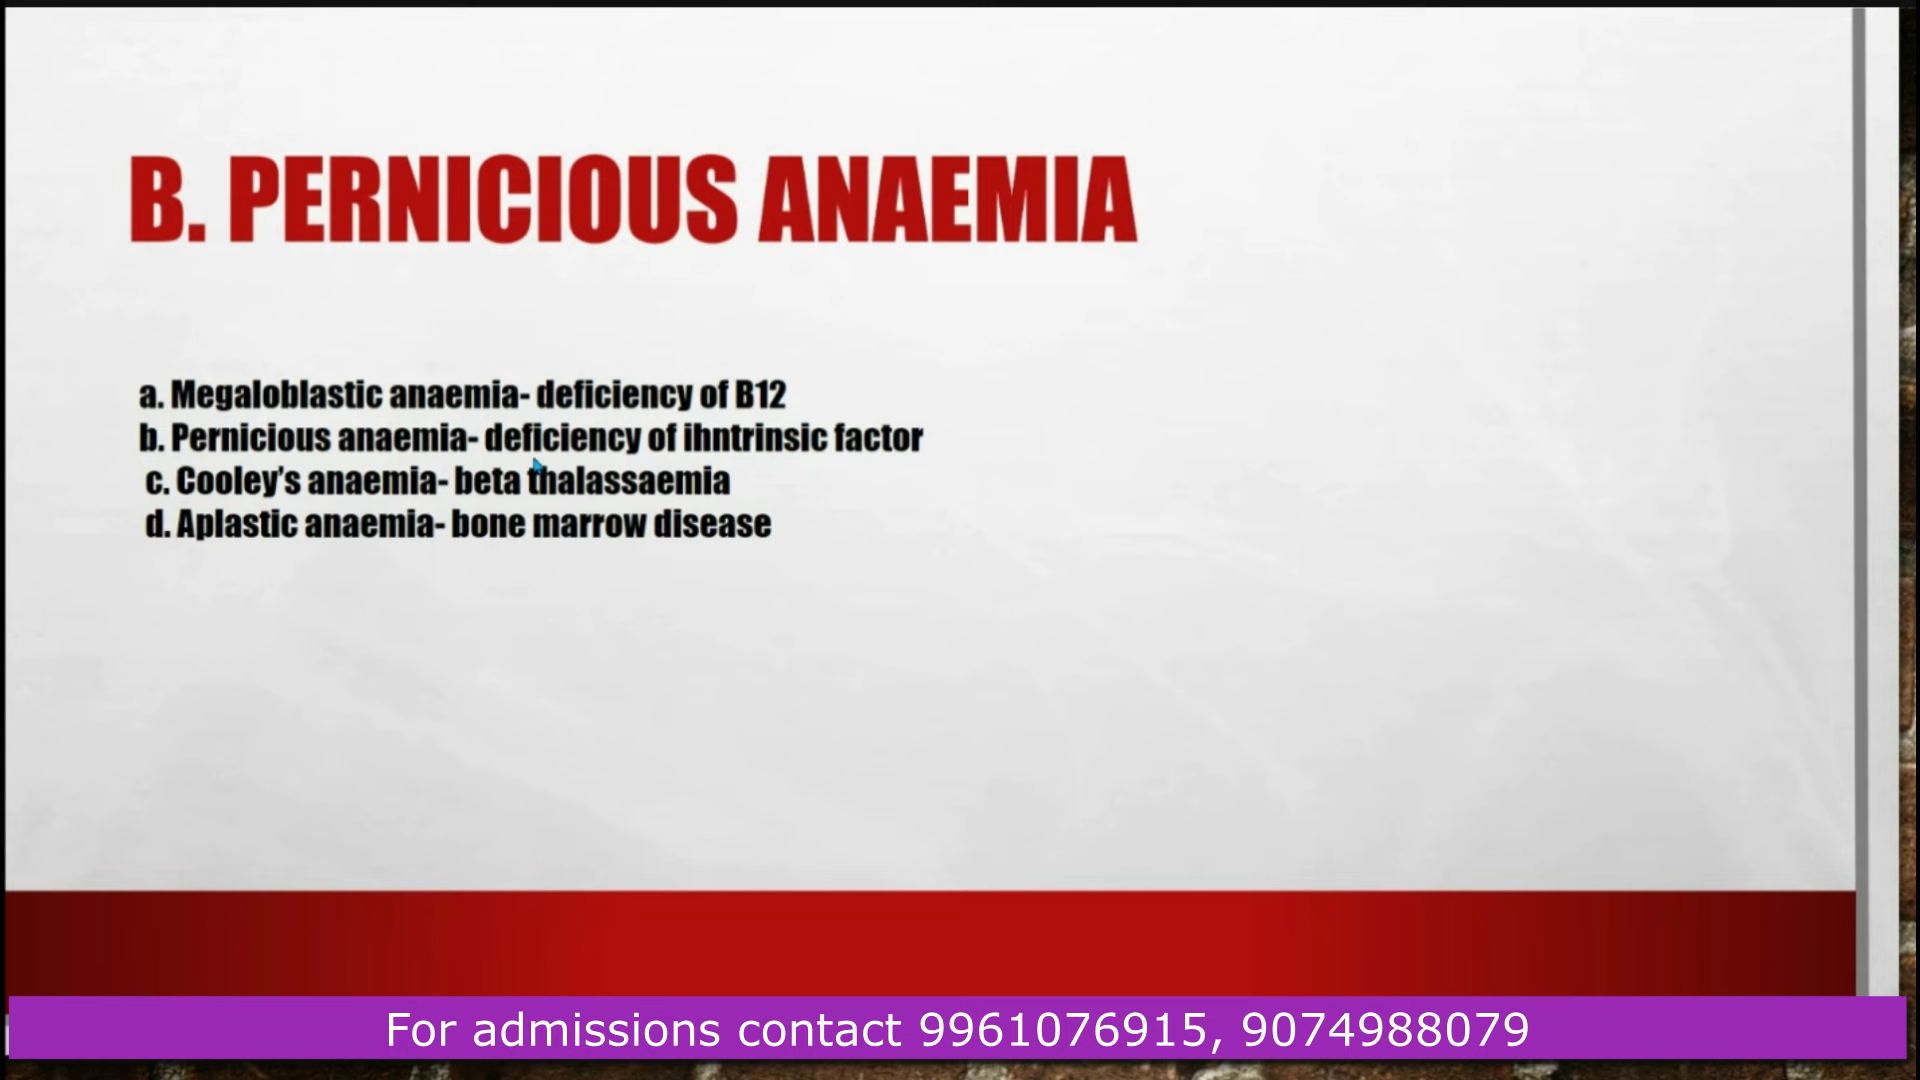 B. PERNICIOUS ANAEMIA
a. Megaloblastic anaemia- deficiency of B12
b. Pernicious anaemia- deficiency of ihntrinsic factor
c. Cooley's anaemia- beta thalassaemia
d. Aplastic anaemia- bone marrow disease
For admissions contact 9961076915, 9074988079